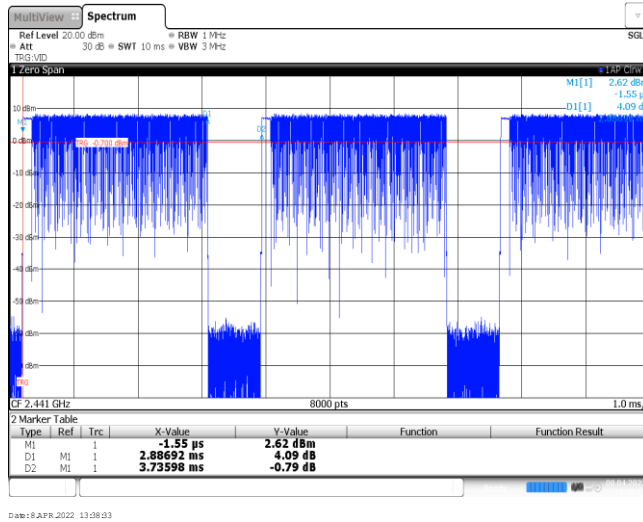 MultiView Spectrum
Ref Level 20.00 dBm RBW 1 MHz SGL
Att 30 dB SWT 10 ms VBW 3 MHz
TRG:VID
1 Zero Span 1AP Clrw
M1[1] 2.62 dBm
-1.55 µs
D1[1] 4.09 dB
10 dBm
M1
D1
D2
0 dBm
TRG -0.700 dBm
-10 dBm
-20 dBm
-30 dBm
-40 dBm
-50 dBm
TRG
CF 2.441 GHz 8000 pts 1.0 ms/
2 Marker Table
Type Ref Trc X-Value Y-Value Function Function Result
M1 1 -1.55 µs 2.62 dBm
D1 M1 1 2.88692 ms 4.09 dB
D2 M1 1 3.73598 ms -0.79 dB
Date: 8.APR.2022 13:38:33